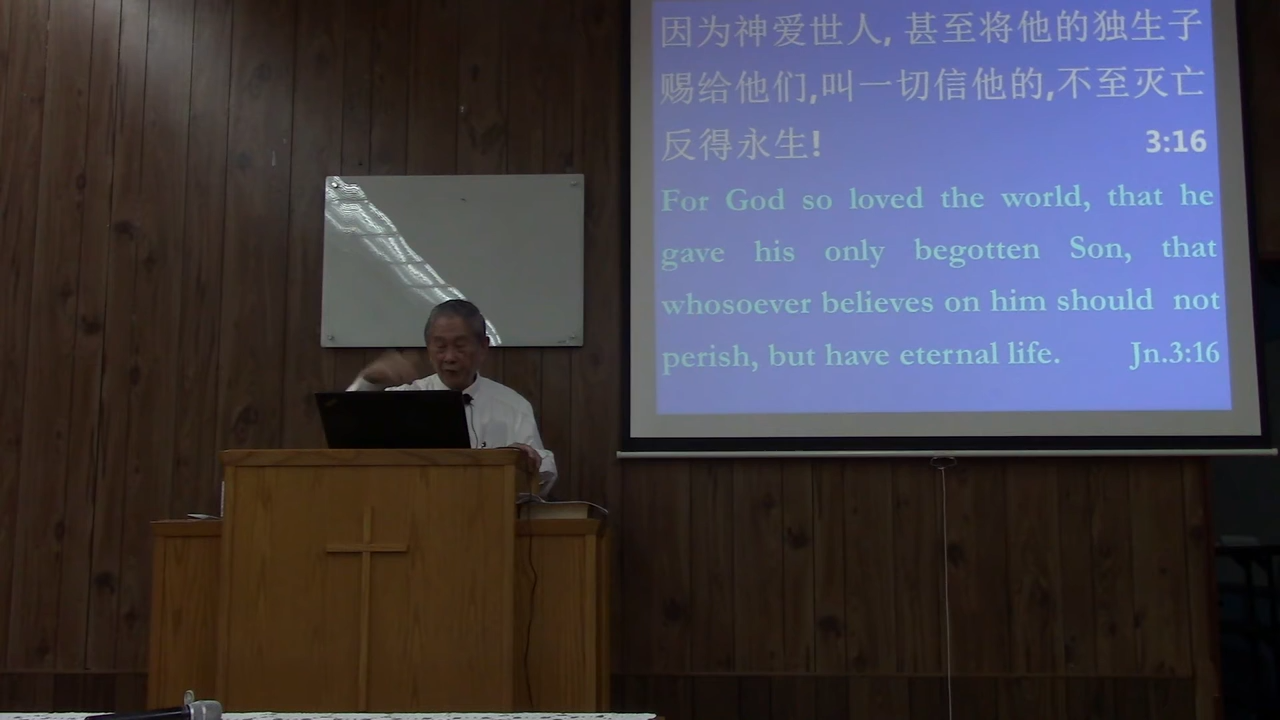 因为神爱世人, 甚至将他的独生子
赐给他们,叫一切信他的,不至灭亡
反得永生! 3:16
For God so loved the world, that he
gave his only begotten Son, that
whosoever believes on him should not
perish, but have eternal life. Jn.3:16